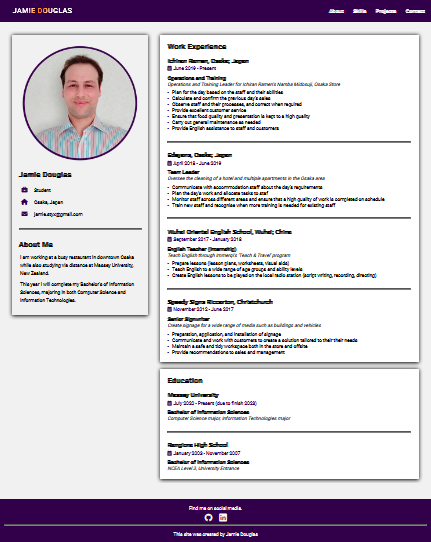 JAMIE DOUGLAS
About Skills Projects Contact
Jamie Douglas
Student
Osaka, Japan
jamie.styx@gmail.com
About Me
I am working at a busy restaurant in downtown Osaka
while also studying via distance at Massey University,
New Zealand.
This year I will complete my Bachelor's of Information
Sciences, majoring in both Computer Science and
Information Technologies.
Work Experience
Ichiran Ramen, Osaka; Japan
June 2019 - Present
Operations and Training
Operations and Training Leader for Ichiran Ramen's Namba Midosuji, Osaka Store
Plan for the day based on the staff and their abilities
Calculate and confirm the previous day's sales
Observe staff and their processes, and correct when required
Provide excellent customer service
Ensure that food quality and presentation is kept to a high quality
Carry out general maintenance as needed
Provide English assistance to staff and customers
Osaka; Japan
April 2018 - June 2019
Team Leader
Oversee the cleaning of a hotel and multiple apartments in the Osaka area
Communicate with accommodation staff about the day's requirements
Plan the day's work and allocate tasks to staff
Monitor staff across different areas and ensure that a high quality of work is completed on schedule
Train new staff and recognise when more training is needed for existing staff
Wuhai Oriental English School, Wuhai; China
September 2017 - January 2018
English Teacher (Internship)
Teach English through Immerqi's Teach & Travel program
Prepare lessons (lesson plans, worksheets, visual aids)
Teach English to a wide range of age groups and ability levels
Create English lessons to be played on the local radio station (script writing, recording, directing)
Speedy Signs Riccarton, Christchurch
November 2013 - June 2017
Senior Signwriter
Create signage for a wide range of media such as buildings and vehicles
Preparation, application, and installation of signage
Communicate and work with customers to create a solution tailored to their their needs
Maintain a safe and tidy workspace both in the store and offsite
Provide recommendations to sales and management
Education
Massey University
July 2020 - Present (due to finish 2023)
Bachelor of Information Sciences
Computer Science major, Information Technologies major
Rangiora High School
January 2003 - November 2007
Bachelor of Information Sciences
NCEA Level 3, University Entrance
Find me on social media.
This site was created by Jamie Douglas